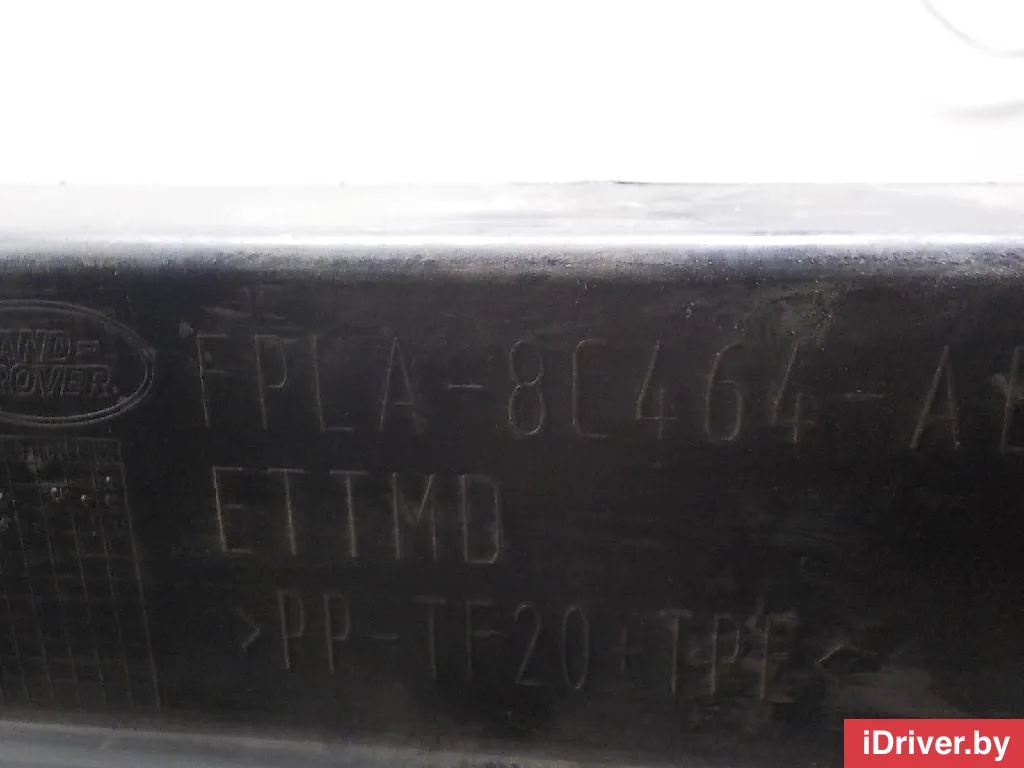 LAND-
ROVER.
FPLA-8C464-A
ETTMD
>PP-TF20+TPE<
iDriver.by